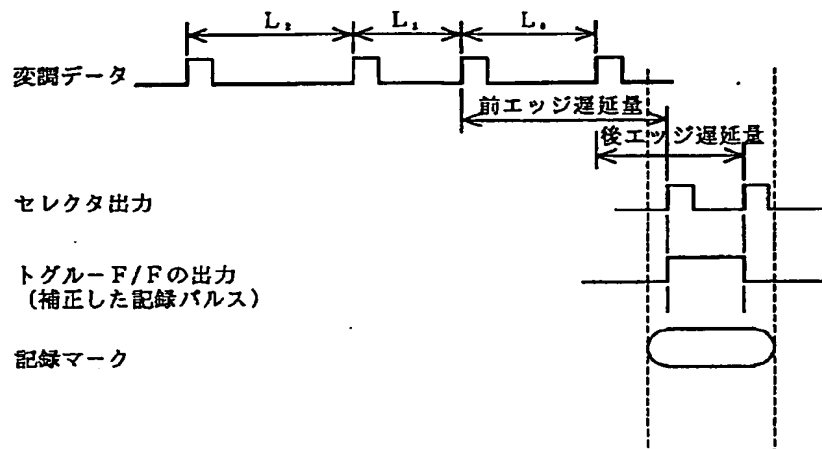 L₂ L₁ L₀
変調データ
前エッジ遅延量
後エッジ遅延量
セレクタ出力
トグルーF/Fの出力
(補正した記録パルス)
記録マーク